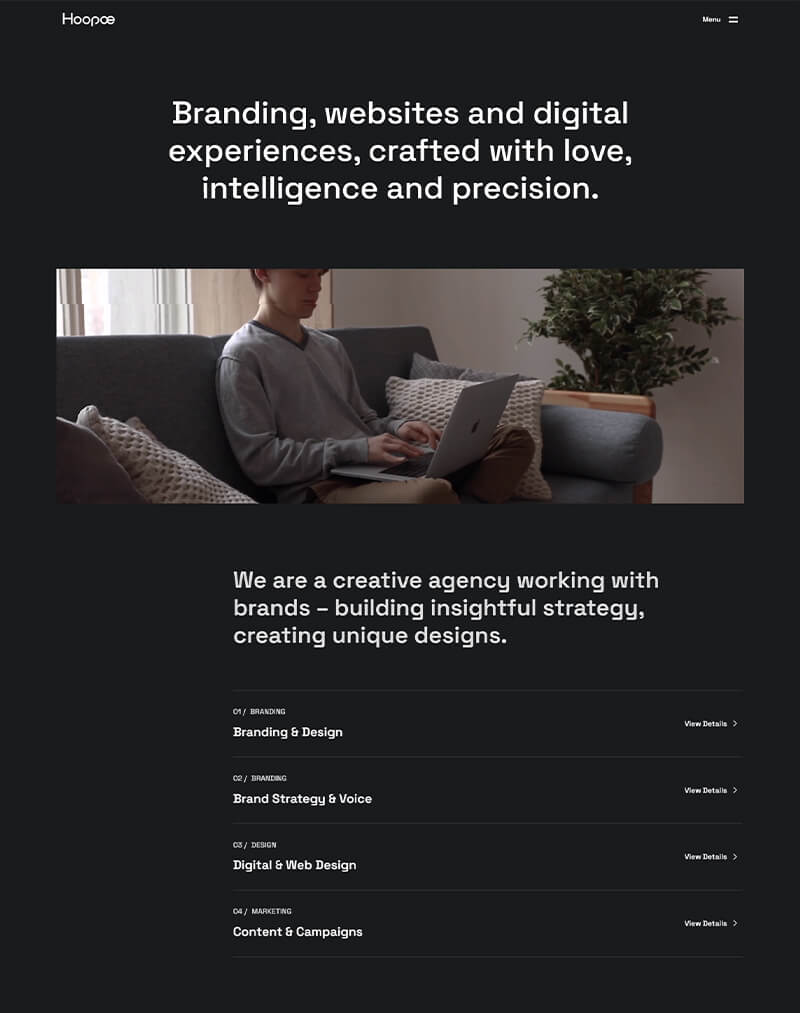 Hoopœ
Menu
Branding, websites and digital
experiences, crafted with love,
intelligence and precision.
We are a creative agency working with
brands – building insightful strategy,
creating unique designs.
01/ BRANDING
Branding & Design
View Details
02/ BRANDING
Brand Strategy & Voice
View Details
03/ DESIGN
Digital & Web Design
View Details
04/ MARKETING
Content & Campaigns
View Details